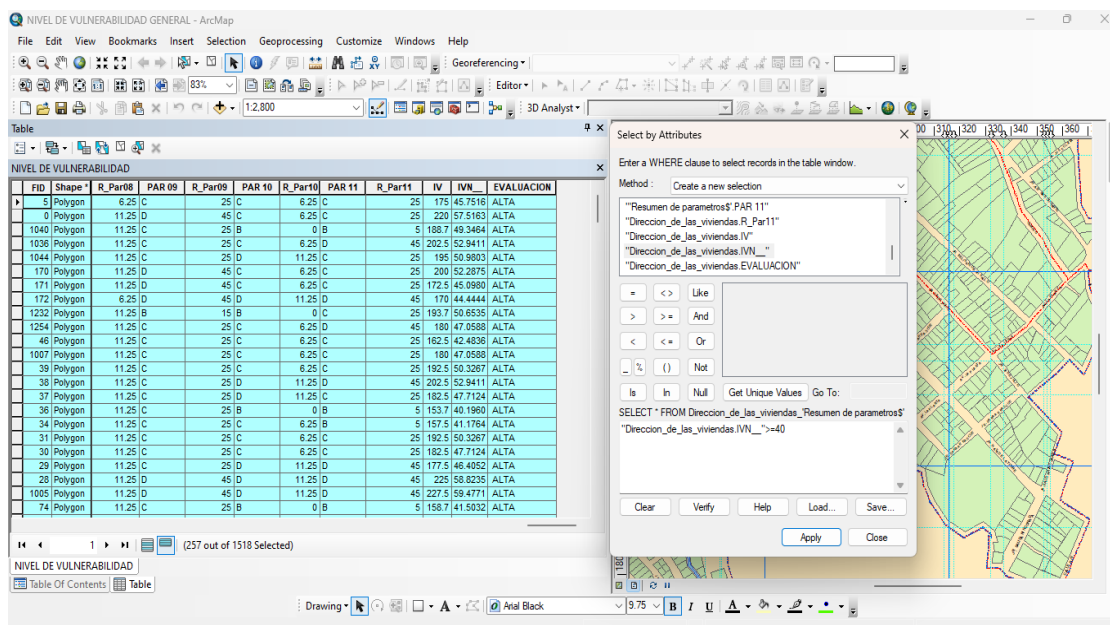 NIVEL DE VULNERABILIDAD GENERAL - ArcMap
File Edit View Bookmarks Insert Selection Geoprocessing Customize Windows Help
Georeferencing
83% Editor
1:2,800 3D Analyst
Table
NIVEL DE VULNERABILIDAD
FID Shape * R_Par08 PAR 09 R_Par09 PAR 10 R_Par10 PAR 11 R_Par11 IV IVN__ EVALUACION
5 Polygon 6.25 C 25 C 6.25 C 25 175 45.7516 ALTA
0 Polygon 11.25 D 45 C 6.25 C 25 220 57.5163 ALTA
1040 Polygon 11.25 C 25 B 0 B 5 188.7 49.3464 ALTA
1036 Polygon 11.25 C 25 C 6.25 D 45 202.5 52.9411 ALTA
1044 Polygon 11.25 C 25 D 11.25 C 25 195 50.9803 ALTA
170 Polygon 11.25 D 45 C 6.25 C 25 200 52.2875 ALTA
171 Polygon 11.25 D 45 C 6.25 C 25 172.5 45.0980 ALTA
172 Polygon 6.25 D 45 D 11.25 D 45 170 44.4444 ALTA
1232 Polygon 11.25 B 15 B 0 C 25 193.7 50.6535 ALTA
1254 Polygon 11.25 C 25 C 6.25 D 45 180 47.0588 ALTA
46 Polygon 11.25 C 25 C 6.25 C 25 162.5 42.4836 ALTA
1007 Polygon 11.25 C 25 C 6.25 C 25 180 47.0588 ALTA
39 Polygon 11.25 C 25 C 6.25 C 25 192.5 50.3267 ALTA
38 Polygon 11.25 C 25 D 11.25 D 45 202.5 52.9411 ALTA
37 Polygon 11.25 C 25 D 11.25 C 25 182.5 47.7124 ALTA
36 Polygon 11.25 C 25 B 0 B 5 153.7 40.1960 ALTA
34 Polygon 11.25 C 25 C 6.25 B 5 157.5 41.1764 ALTA
31 Polygon 11.25 C 25 C 6.25 C 25 192.5 50.3267 ALTA
30 Polygon 11.25 C 25 C 6.25 C 25 182.5 47.7124 ALTA
29 Polygon 11.25 C 25 D 11.25 D 45 177.5 46.4052 ALTA
28 Polygon 11.25 D 45 D 11.25 D 45 225 58.8235 ALTA
1005 Polygon 11.25 D 45 D 11.25 D 45 227.5 59.4771 ALTA
74 Polygon 11.25 C 25 B 0 B 5 158.7 41.5032 ALTA
1 (257 out of 1518 Selected)
NIVEL DE VULNERABILIDAD
Table Of Contents Table
Select by Attributes
Enter a WHERE clause to select records in the table window.
Method : Create a new selection
"'Resumen de parametros$'.PAR 11"
"Direccion_de_las_viviendas.R_Par11"
"Direccion_de_las_viviendas.IV"
"Direccion_de_las_viviendas.IVN__"
"Direccion_de_las_viviendas.EVALUACION"
= <> Like
> > = And
< < = Or
_ % () Not
Is In Null Get Unique Values Go To:
SELECT * FROM Direccion_de_las_viviendas_'Resumen de parametros$'
"Direccion_de_las_viviendas.IVN__">=40
Clear Verify Help Load... Save...
Apply Close
00 310 320 330 340 350 360
180
Drawing A Arial Black 9.75 B I U A